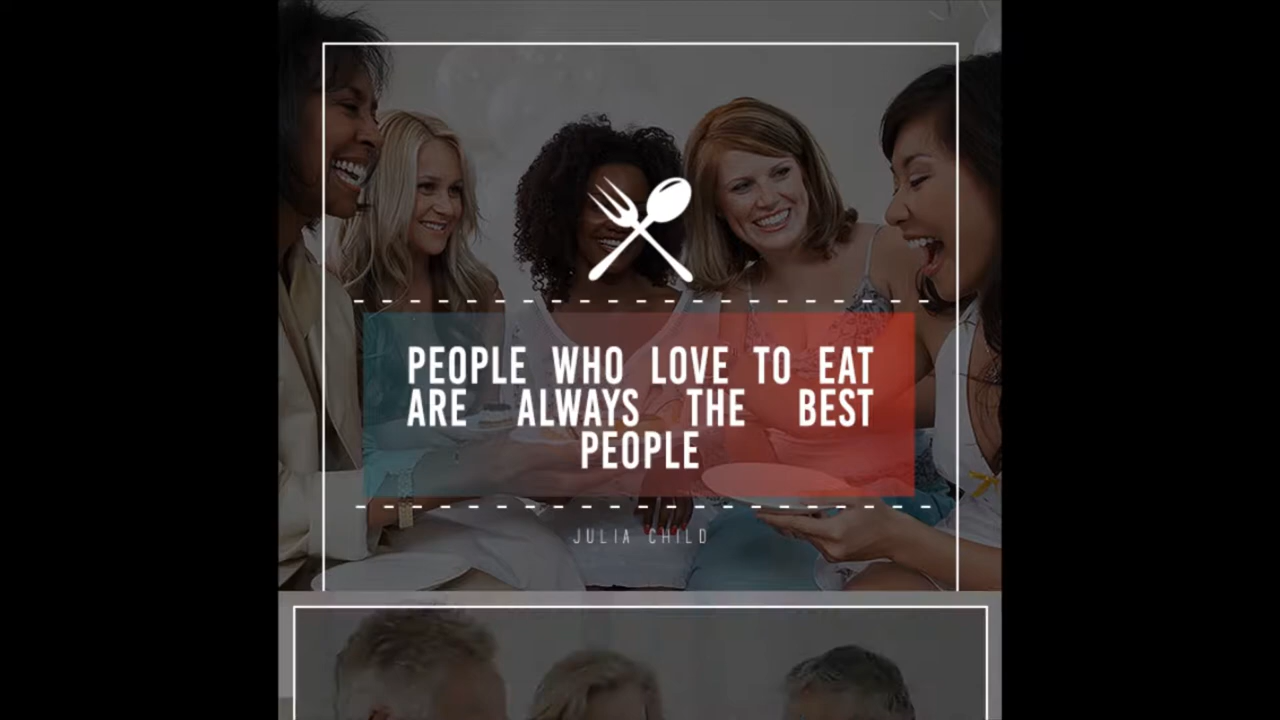 PEOPLE WHO LOVE TO EAT
ARE ALWAYS THE BEST
PEOPLE
JULIA CHILD